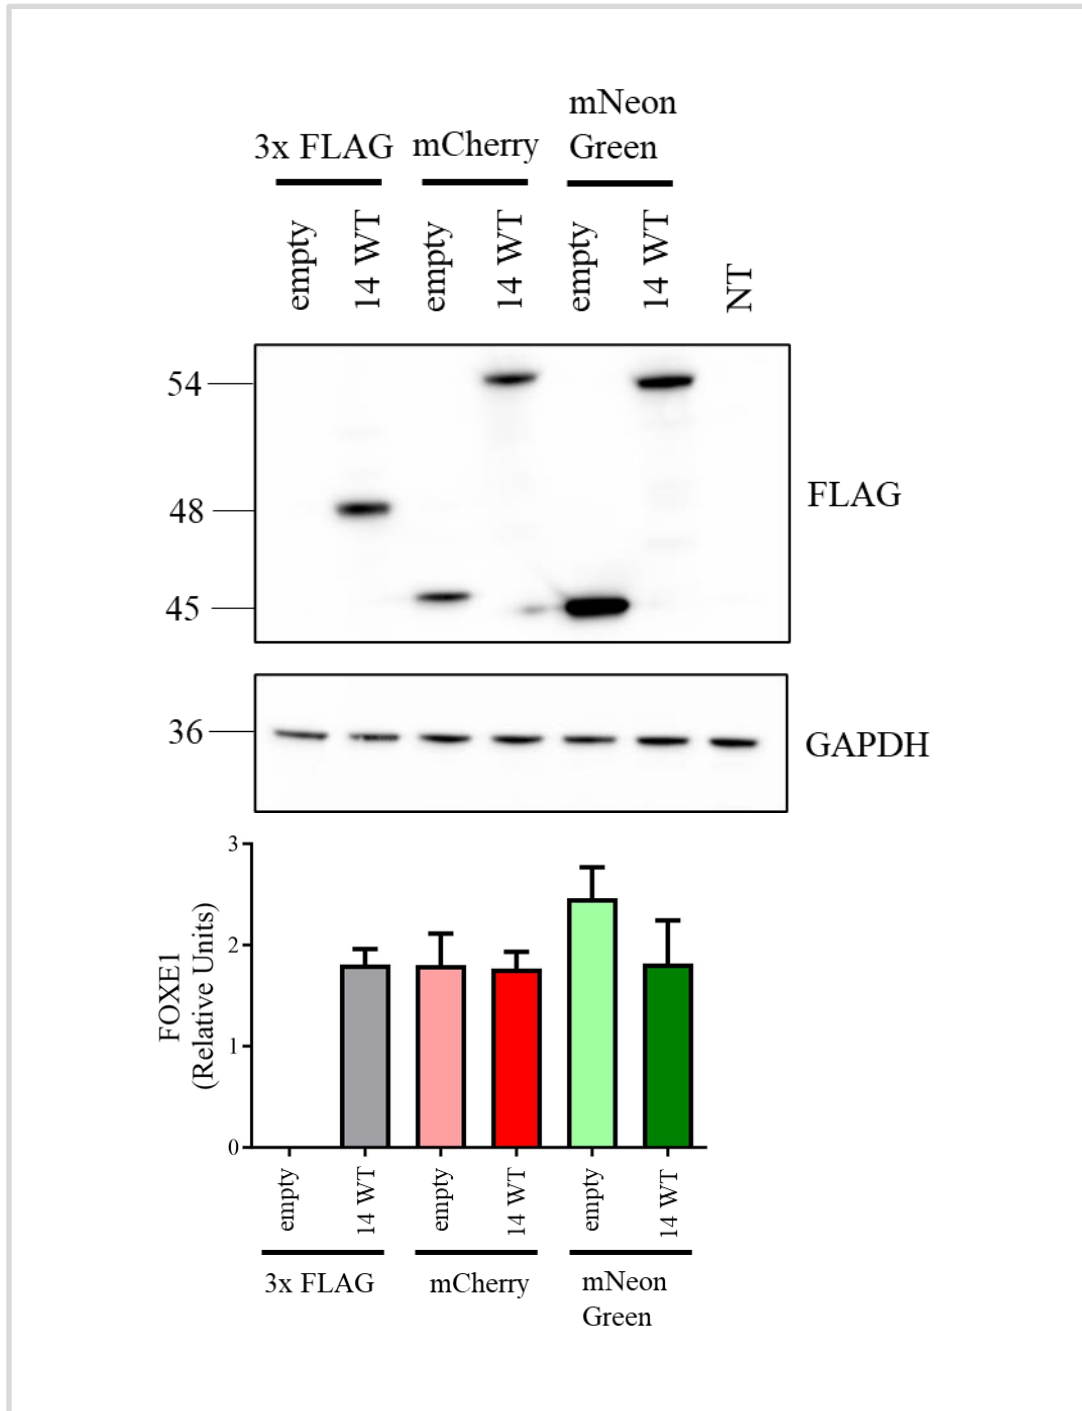 mNeon
3x FLAG mCherry Green
empty 14 WT empty 14 WT empty 14 WT NT
54
48
FLAG
45
36
GAPDH
3
2
1
0
FOXE1
(Relative Units)
empty 14 WT empty 14 WT empty 14 WT
3x FLAG mCherry mNeon
Green